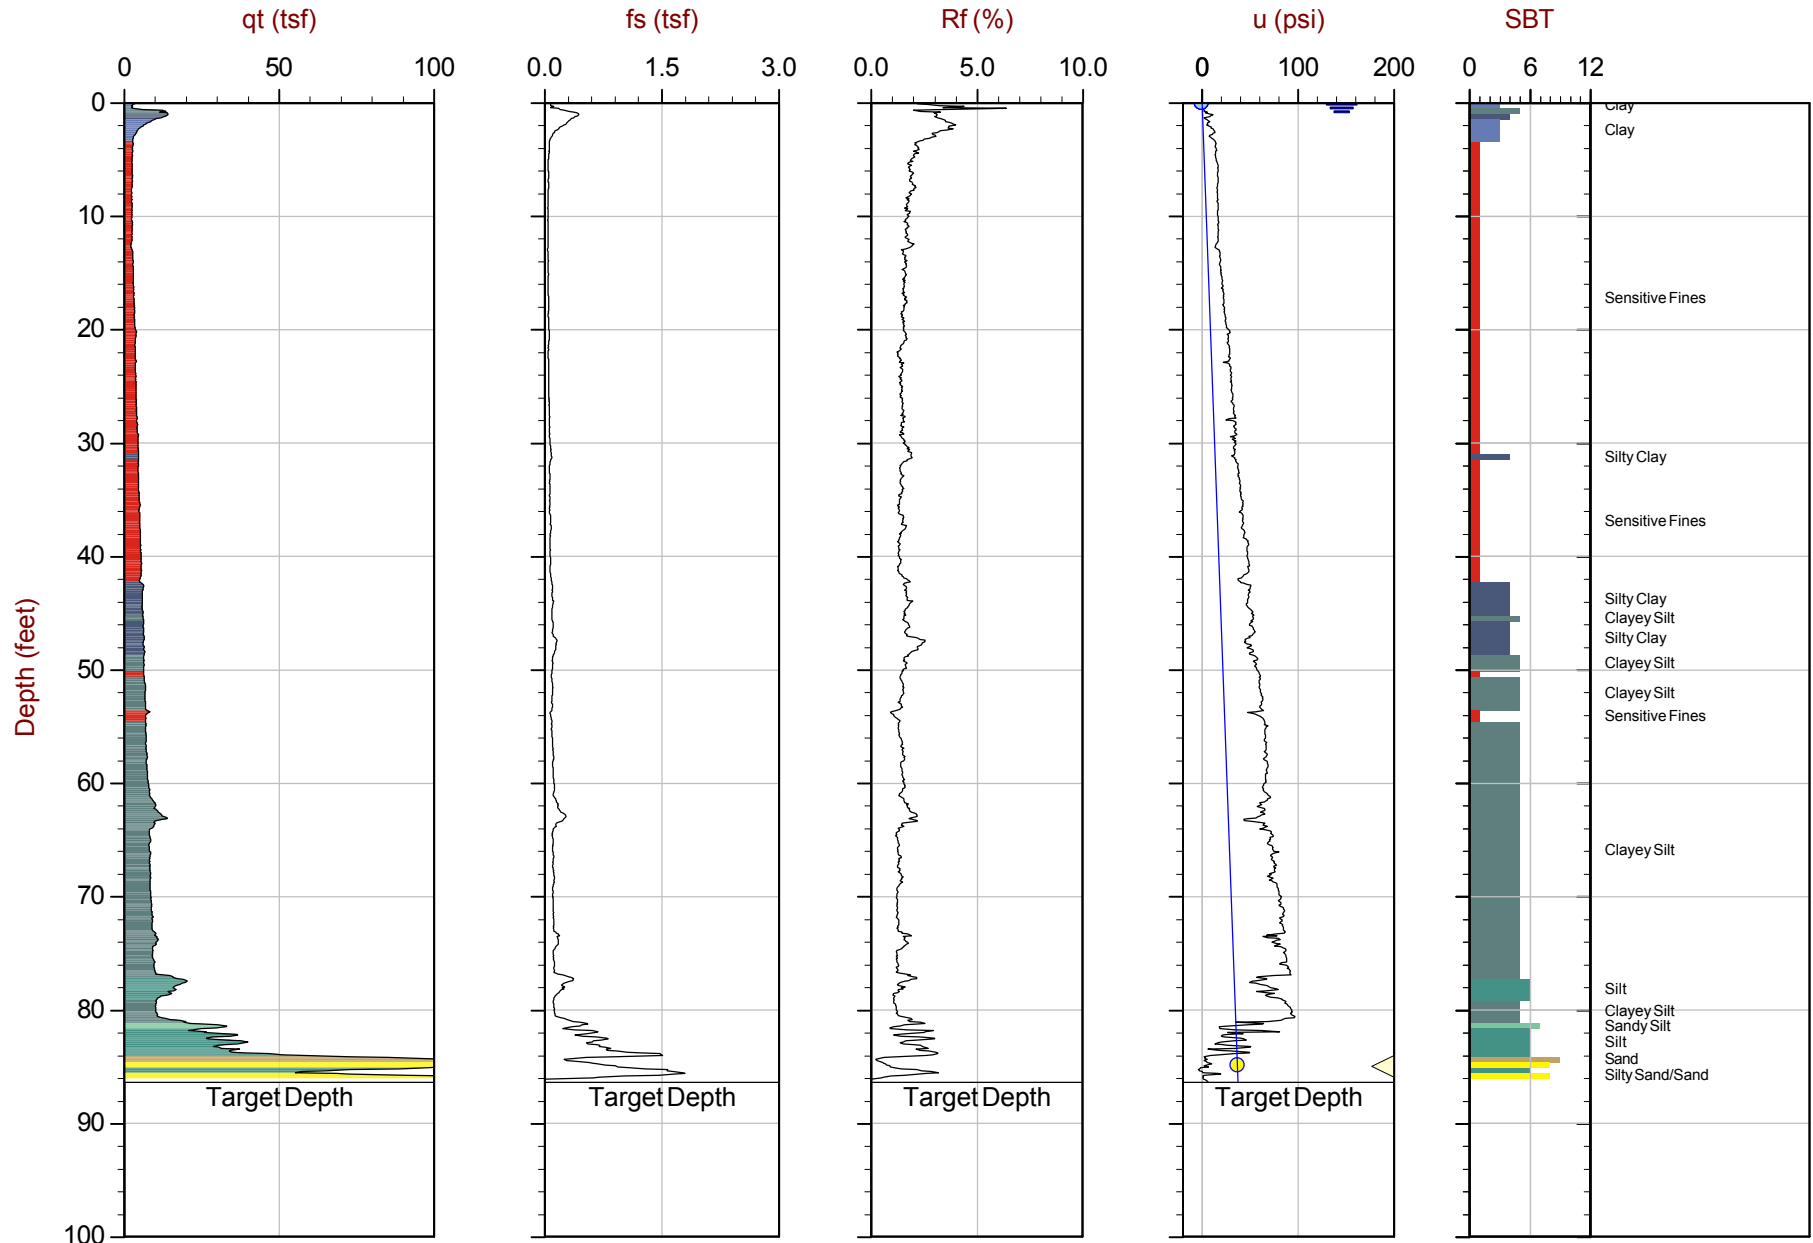 qt (tsf) fs (tsf) Rf (%) u (psi) SBT
0 50 100 0.0 1.5 3.0 0.0 5.0 10.0 0 100 200 0 6 12
0
10
20
30
40
50
60
70
80
90
100
Depth (feet)
Clay
Clay
Sensitive Fines
Silty Clay
Sensitive Fines
Silty Clay
Clayey Silt
Silty Clay
Clayey Silt
Clayey Silt
Sensitive Fines
Clayey Silt
Silt
Clayey Silt
Sandy Silt
Silt
Sand
Silty Sand/Sand
Target Depth Target Depth Target Depth Target Depth